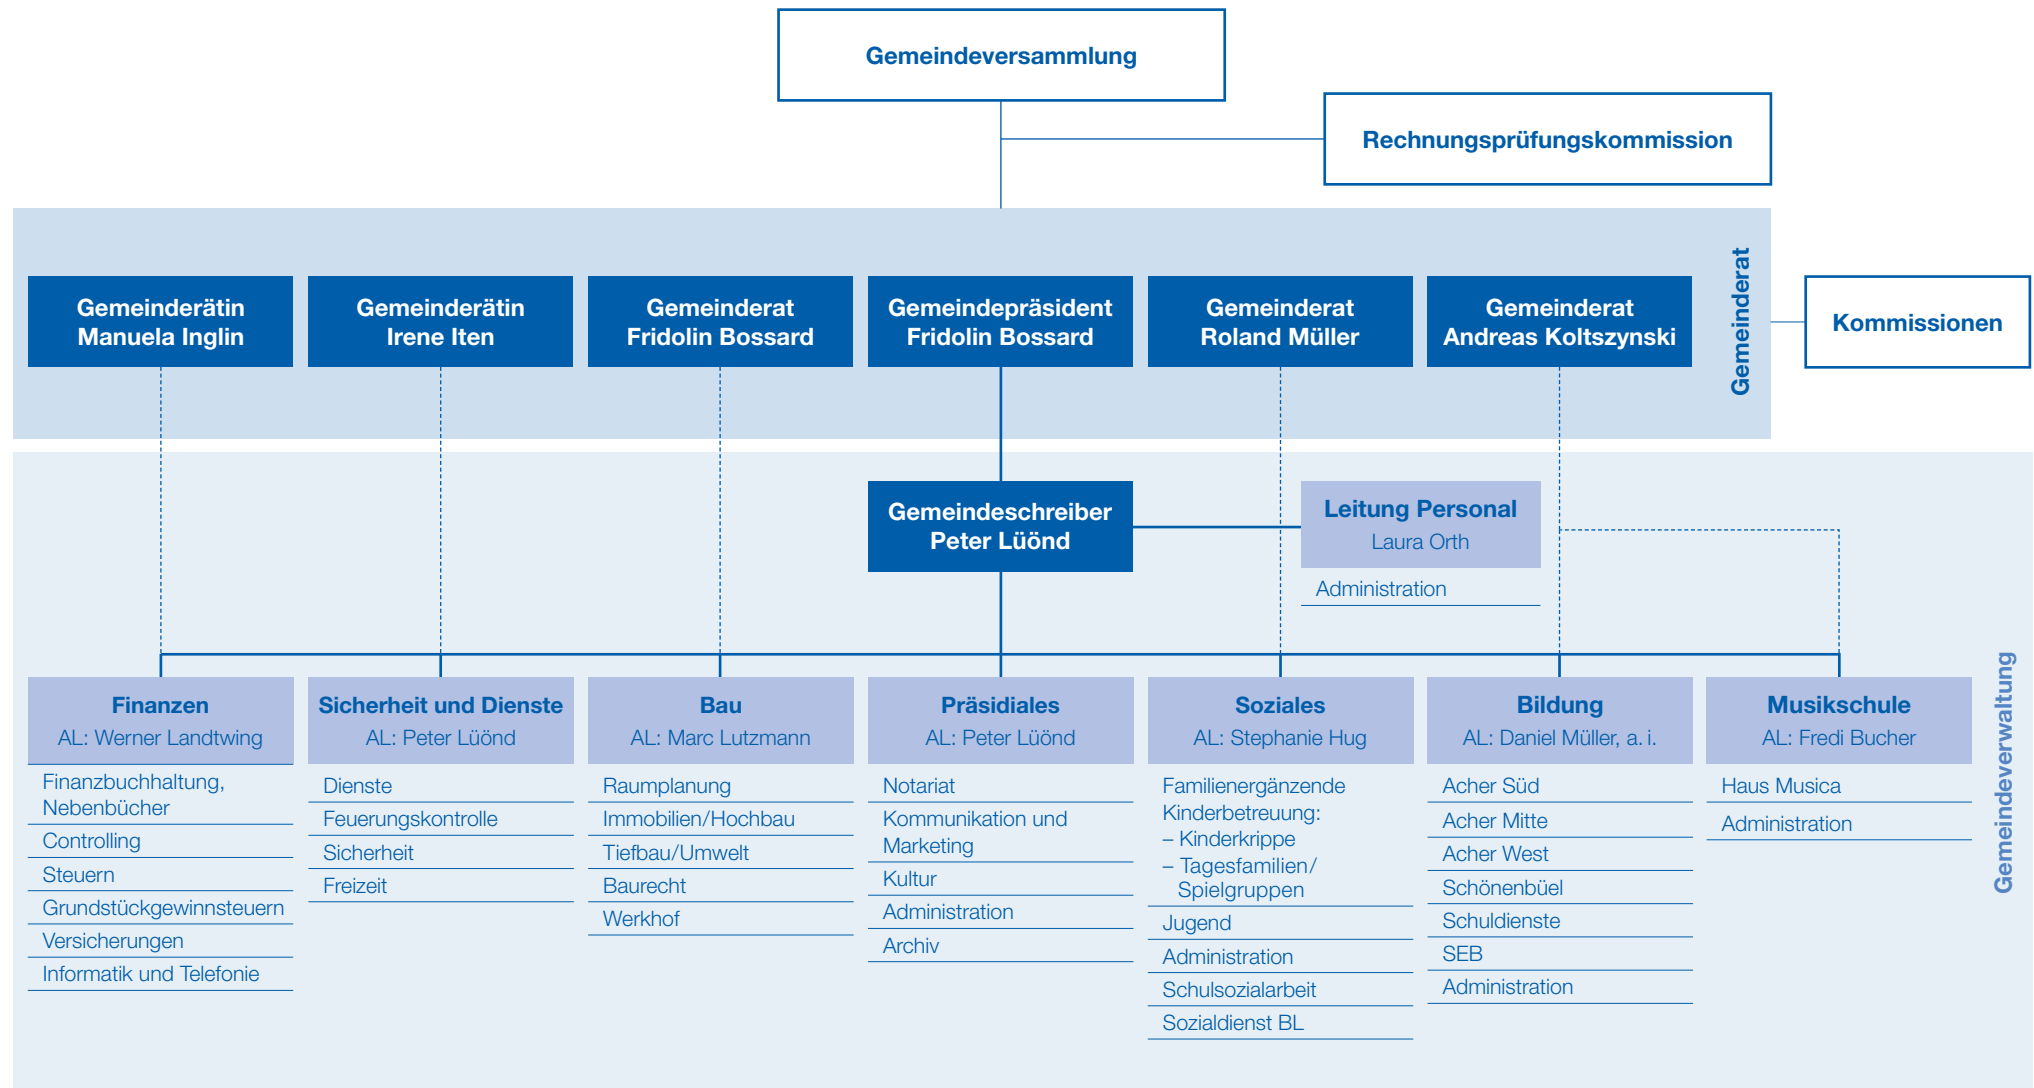 Gemeindeversammlung
Rechnungsprüfungskommission
Gemeinderat
Gemeinderätin
Manuela Inglin
Gemeinderätin
Irene Iten
Gemeinderat
Fridolin Bossard
Gemeindepräsident
Fridolin Bossard
Gemeinderat
Roland Müller
Gemeinderat
Andreas Koltszynski
Kommissionen
Gemeindeschreiber
Peter Lüönd
Leitung Personal
Laura Orth
Administration
Gemeindeverwaltung
Finanzen
AL: Werner Landtwing
Finanzbuchhaltung,
Nebenbücher
Controlling
Steuern
Grundstückgewinnsteuern
Versicherungen
Informatik und Telefonie
Sicherheit und Dienste
AL: Peter Lüönd
Dienste
Feuerungskontrolle
Sicherheit
Freizeit
Bau
AL: Marc Lutzmann
Raumplanung
Immobilien/Hochbau
Tiefbau/Umwelt
Baurecht
Werkhof
Präsidiales
AL: Peter Lüönd
Notariat
Kommunikation und
Marketing
Kultur
Administration
Archiv
Soziales
AL: Stephanie Hug
Familienergänzende
Kinderbetreuung:
– Kinderkrippe
– Tagesfamilien/
Spielgruppen
Jugend
Administration
Schulsozialarbeit
Sozialdienst BL
Bildung
AL: Daniel Müller, a. i.
Acher Süd
Acher Mitte
Acher West
Schönenbüel
Schuldienste
SEB
Administration
Musikschule
AL: Fredi Bucher
Haus Musica
Administration